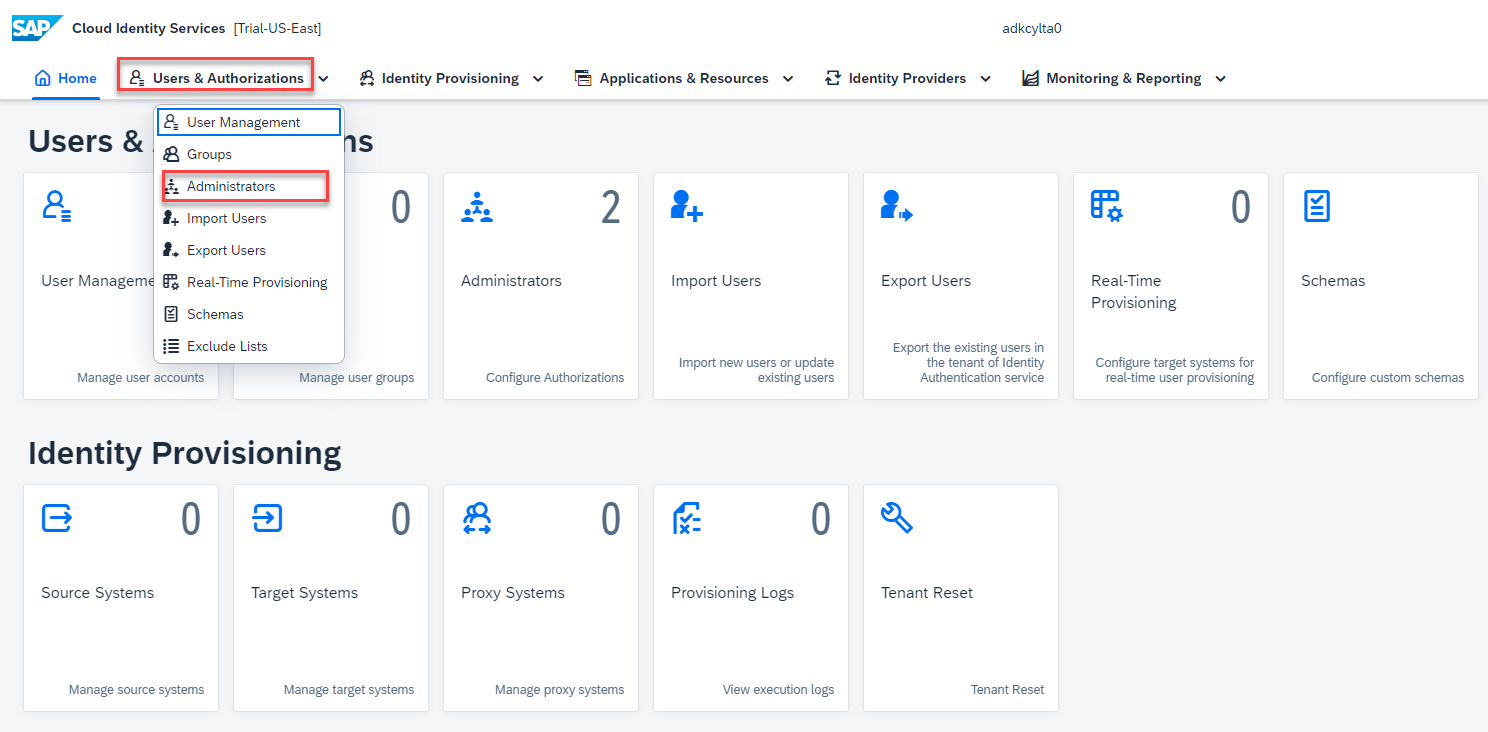 SAP Cloud Identity Services [Trial-US-East] adkcylta0
Home Users & Authorizations Identity Provisioning Applications & Resources Identity Providers Monitoring & Reporting
User Management
Groups
Administrators
Import Users
Export Users
Real-Time Provisioning
Schemas
Exclude Lists
Users &
ns
User Manageme
Manage user accounts
0
Manage user groups
2
Administrators
Configure Authorizations
Import Users
Import new users or update
existing users
Export Users
Export the existing users in
the tenant of Identity
Authentication service
0
Real-Time
Provisioning
Configure target systems for
real-time user provisioning
Schemas
Configure custom schemas
Identity Provisioning
0
Source Systems
Manage source systems
0
Target Systems
Manage target systems
0
Proxy Systems
Manage proxy systems
0
Provisioning Logs
View execution logs
Tenant Reset
Tenant Reset